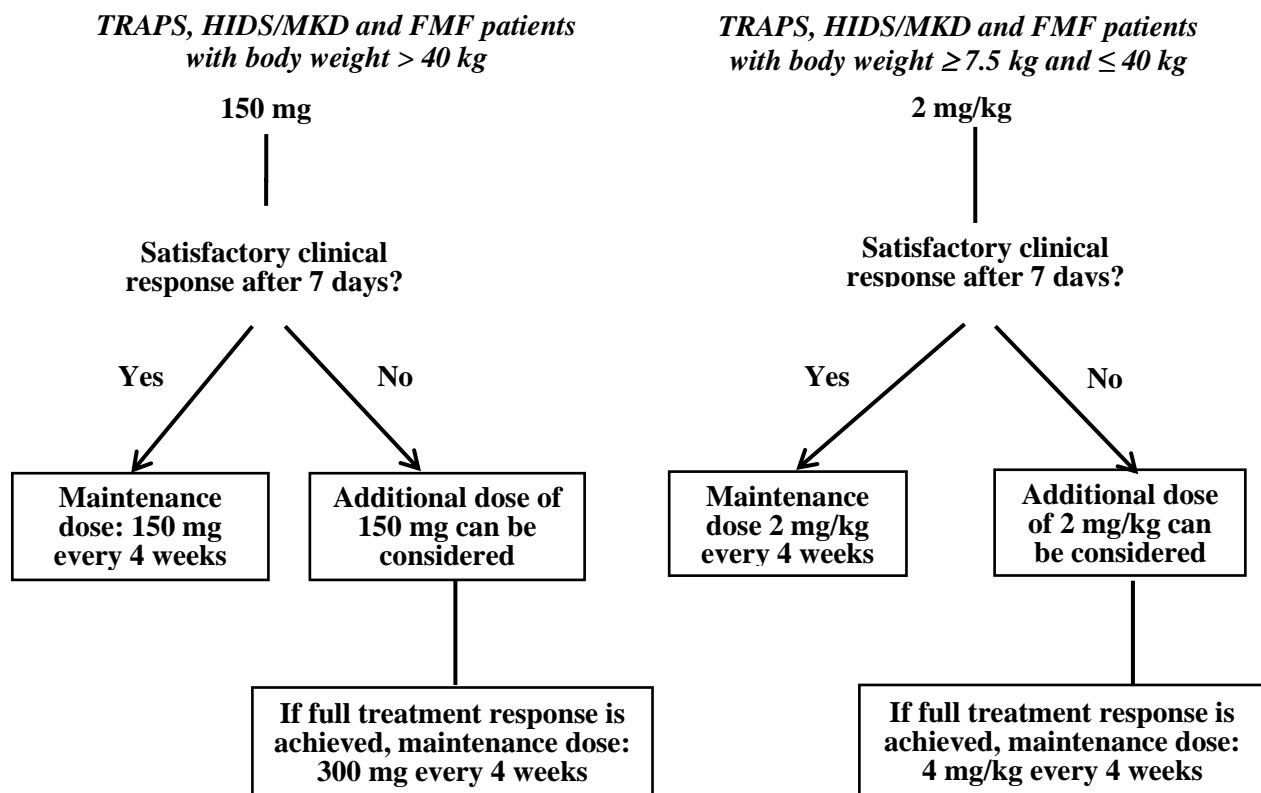 TRAPS, HIDS/MKD and FMF patients
with body weight > 40 kg
150 mg
Satisfactory clinical
response after 7 days?
Yes
No
Maintenance
dose: 150 mg
every 4 weeks
Additional dose of
150 mg can be
considered
If full treatment response is
achieved, maintenance dose:
300 mg every 4 weeks
TRAPS, HIDS/MKD and FMF patients
with body weight ≥ 7.5 kg and ≤ 40 kg
2 mg/kg
Satisfactory clinical
response after 7 days?
Yes
No
Maintenance
dose 2 mg/kg
every 4 weeks
Additional dose
of 2 mg/kg can
be considered
If full treatment response is
achieved, maintenance dose:
4 mg/kg every 4 weeks